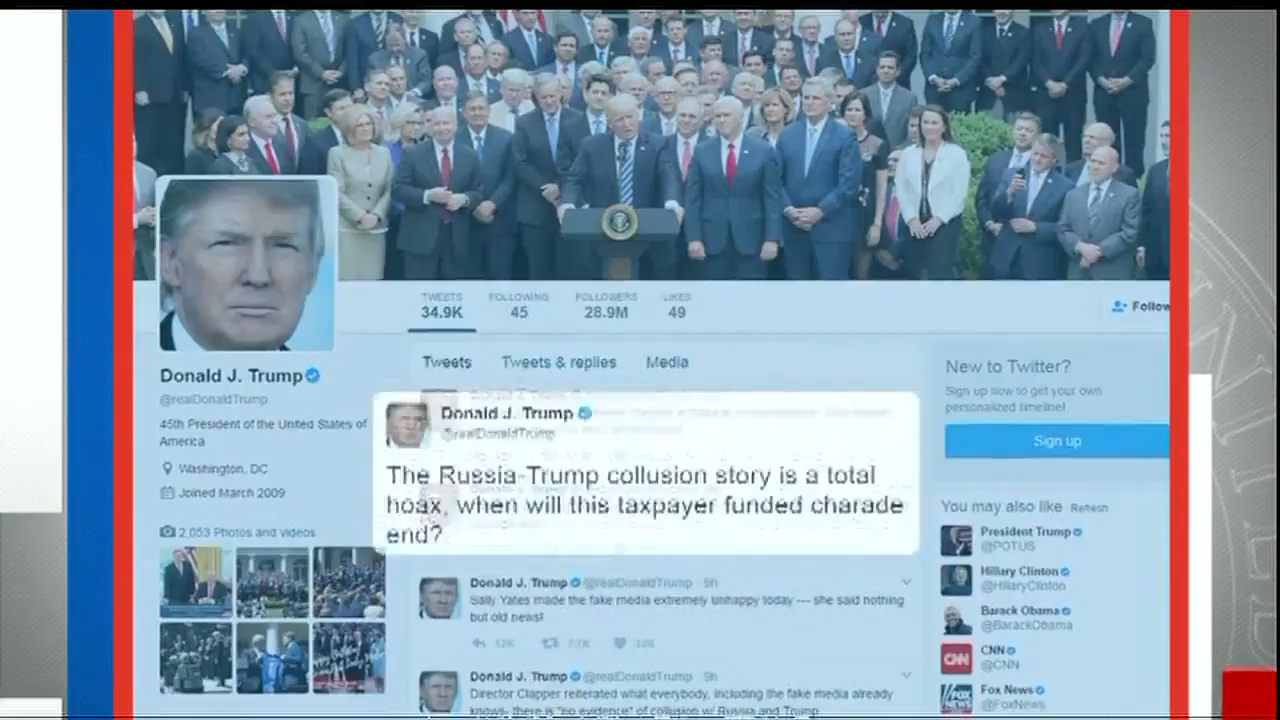 TWEETS FOLLOWING FOLLOWERS LIKES
34.9K 45 28.9M 49
Follow
Donald J. Trump
@realDonaldTrump
45th President of the United States of
America
Washington, DC
Joined March 2009
2,053 Photos and videos
Tweets Tweets & replies Media
Donald J. Trump
@realDonaldTrump
The Russia-Trump collusion story is a total
hoax, when will this taxpayer funded charade
end?
Donald J. Trump @realDonaldTrump · 9h
Sally Yates made the fake media extremely unhappy today --- she said nothing
but old news!
Donald J. Trump @realDonaldTrump · 9h
Director Clapper reiterated what everybody, including the fake media already
knows- there is "no evidence" of collusion w/ Russia and Trump.
New to Twitter?
Sign up now to get your own
personalized timeline!
Sign up
You may also like · Refresh
President Trump
@POTUS
Hillary Clinton
@HillaryClinton
Barack Obama
@BarackObama
CNN
CNN
@CNN
FOX
NEWS
Fox News
@FoxNews